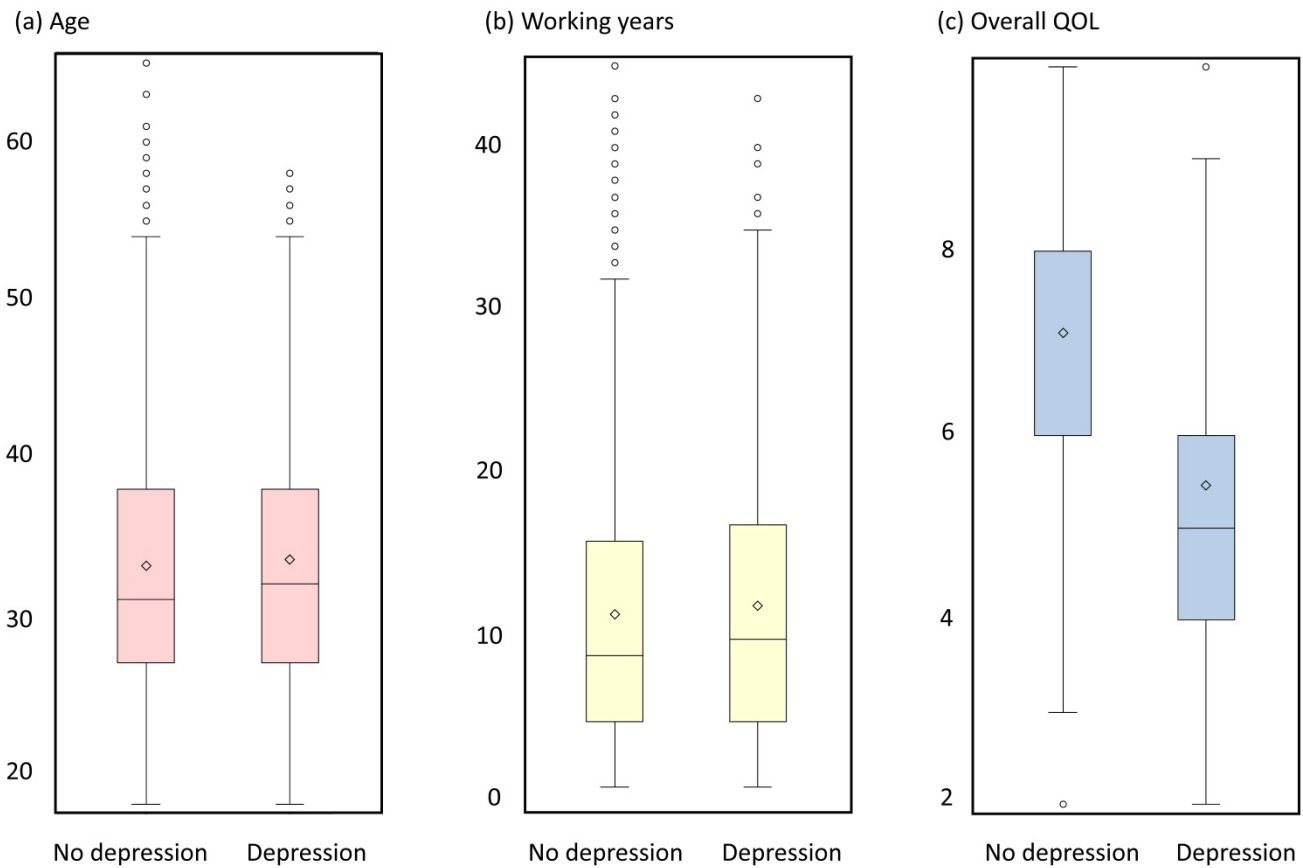 (a) Age
60
50
40
30
20
No depression
Depression
(b) Working years
40
30
20
10
0
No depression
Depression
(c) Overall QOL
8
6
4
2
No depression
Depression